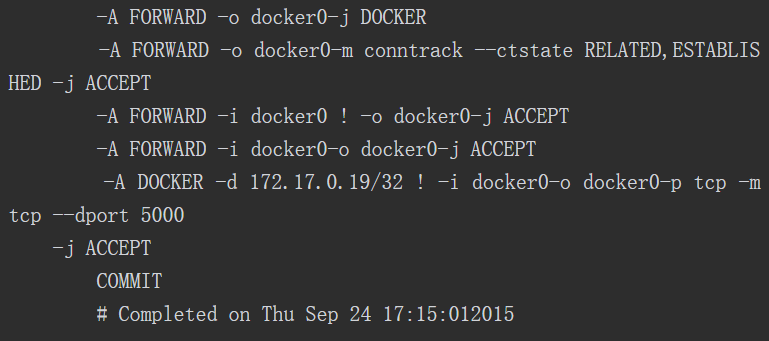 -A FORWARD -o docker0-j DOCKER
-A FORWARD -o docker0-m conntrack --ctstate RELATED,ESTABLIS
HED -j ACCEPT
-A FORWARD -i docker0 ! -o docker0-j ACCEPT
-A FORWARD -i docker0-o docker0-j ACCEPT
-A DOCKER -d 172.17.0.19/32 ! -i docker0-o docker0-p tcp -m
tcp --dport 5000
-j ACCEPT
COMMIT
# Completed on Thu Sep 24 17:15:012015